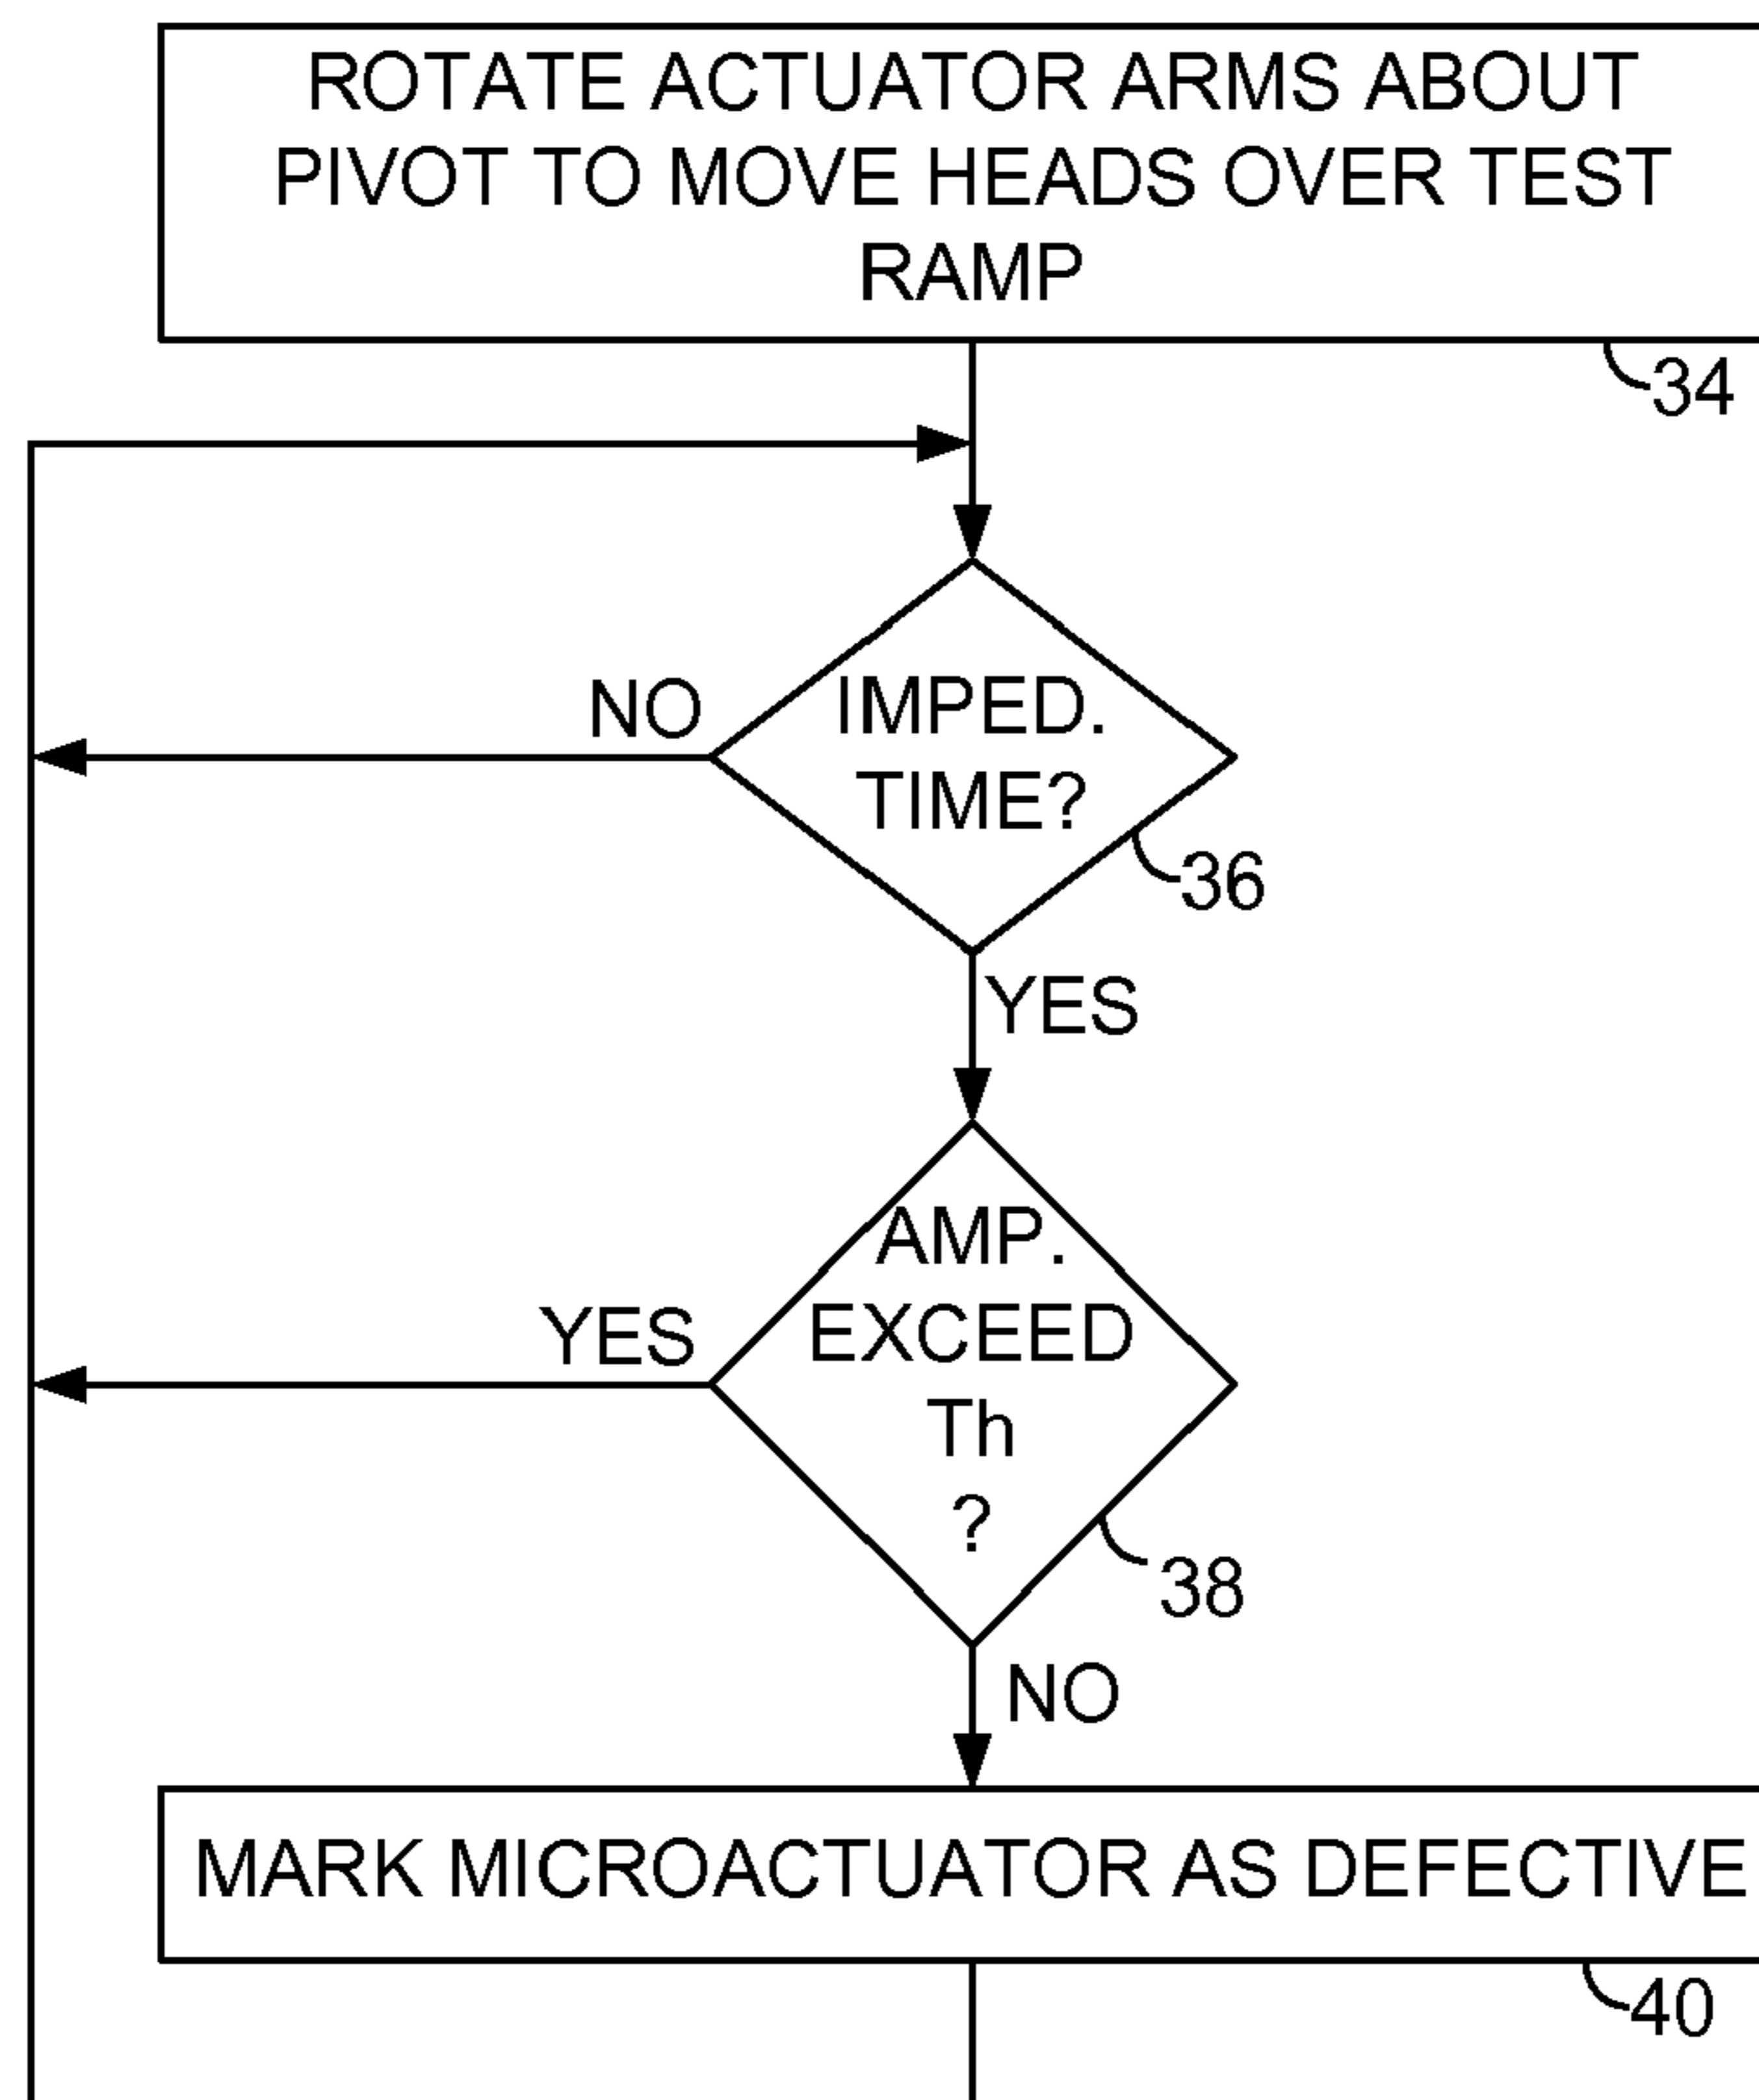 ROTATE ACTUATOR ARMS ABOUT
PIVOT TO MOVE HEADS OVER TEST
RAMP
34
NO
IMPED.
TIME?
36
YES
AMP.
EXCEED
Th
?
YES
38
NO
MARK MICROACTUATOR AS DEFECTIVE
40